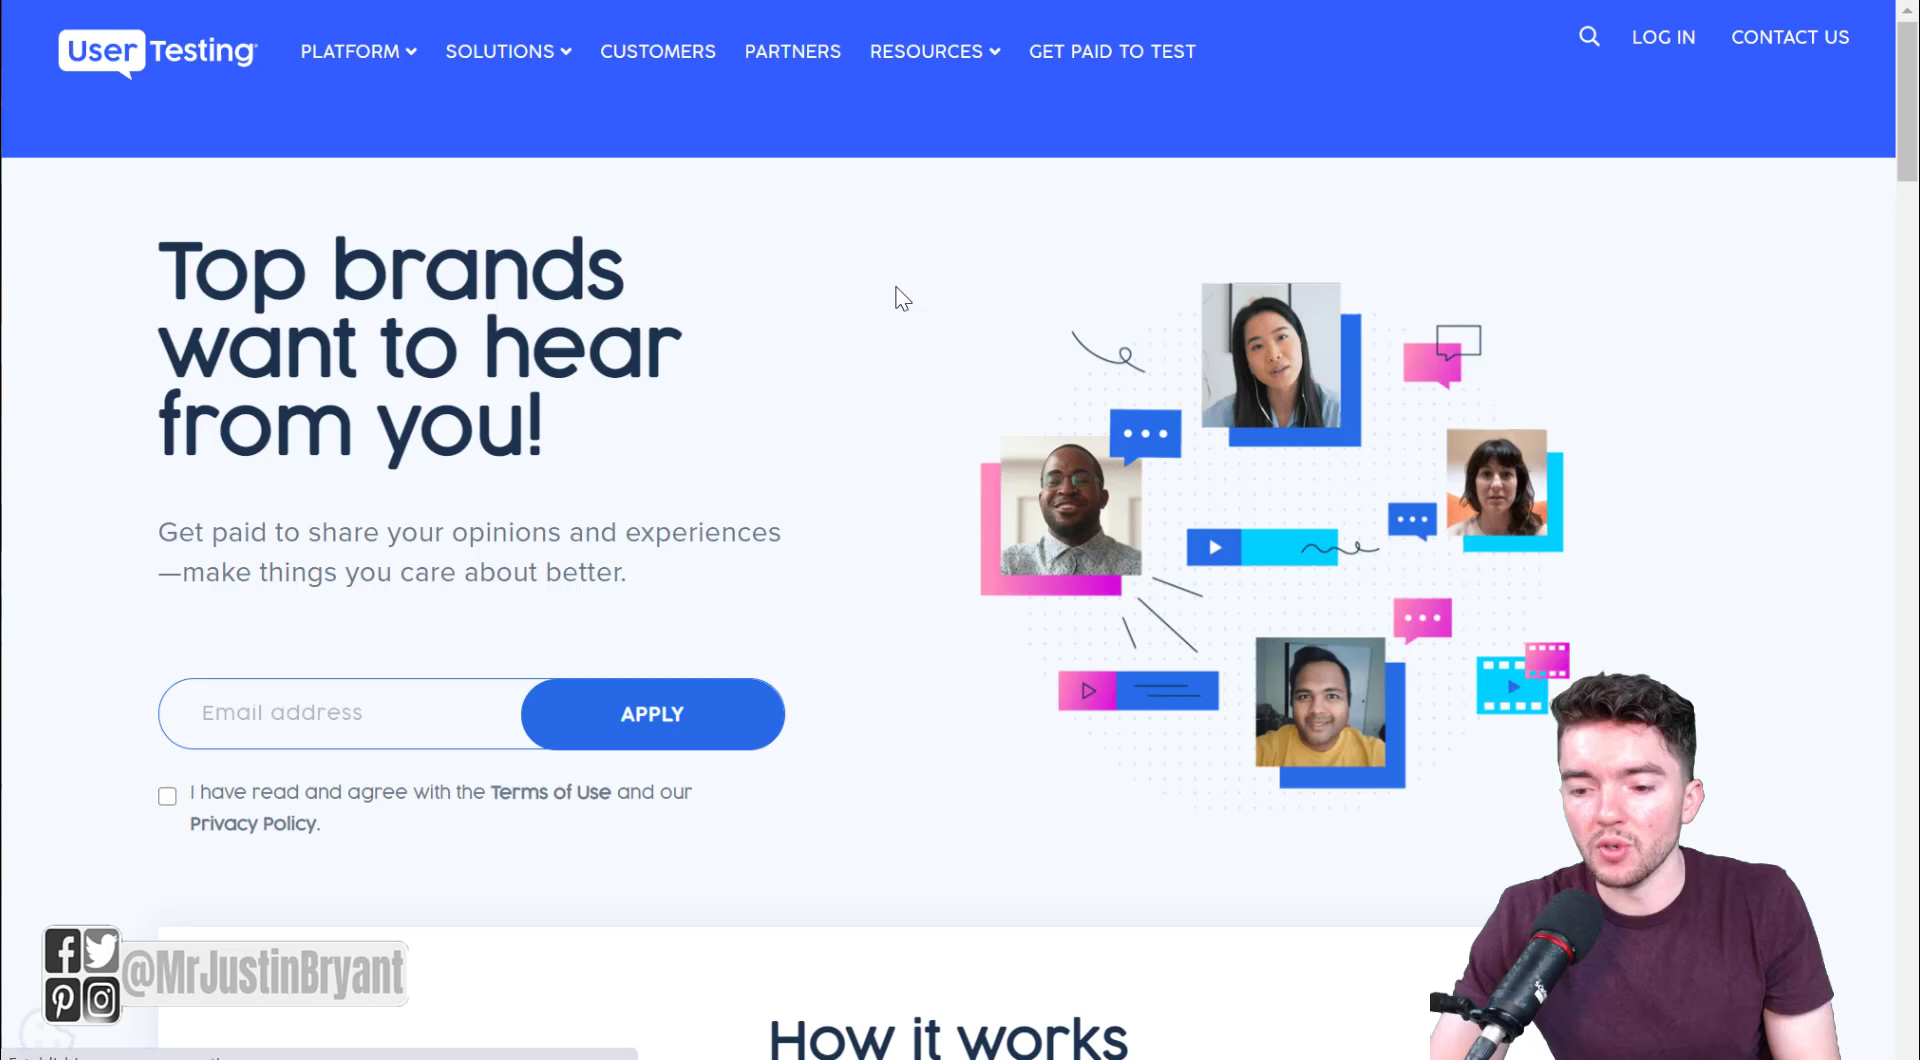 User Testing
PLATFORM
SOLUTIONS
CUSTOMERS
PARTNERS
RESOURCES
GET PAID TO TEST
LOG IN
CONTACT US
Top brands
want to hear
from you!
Get paid to share your opinions and experiences
—make things you care about better.
Email address
APPLY
I have read and agree with the Terms of Use and our
Privacy Policy.
@MrJustinBryant
How it works